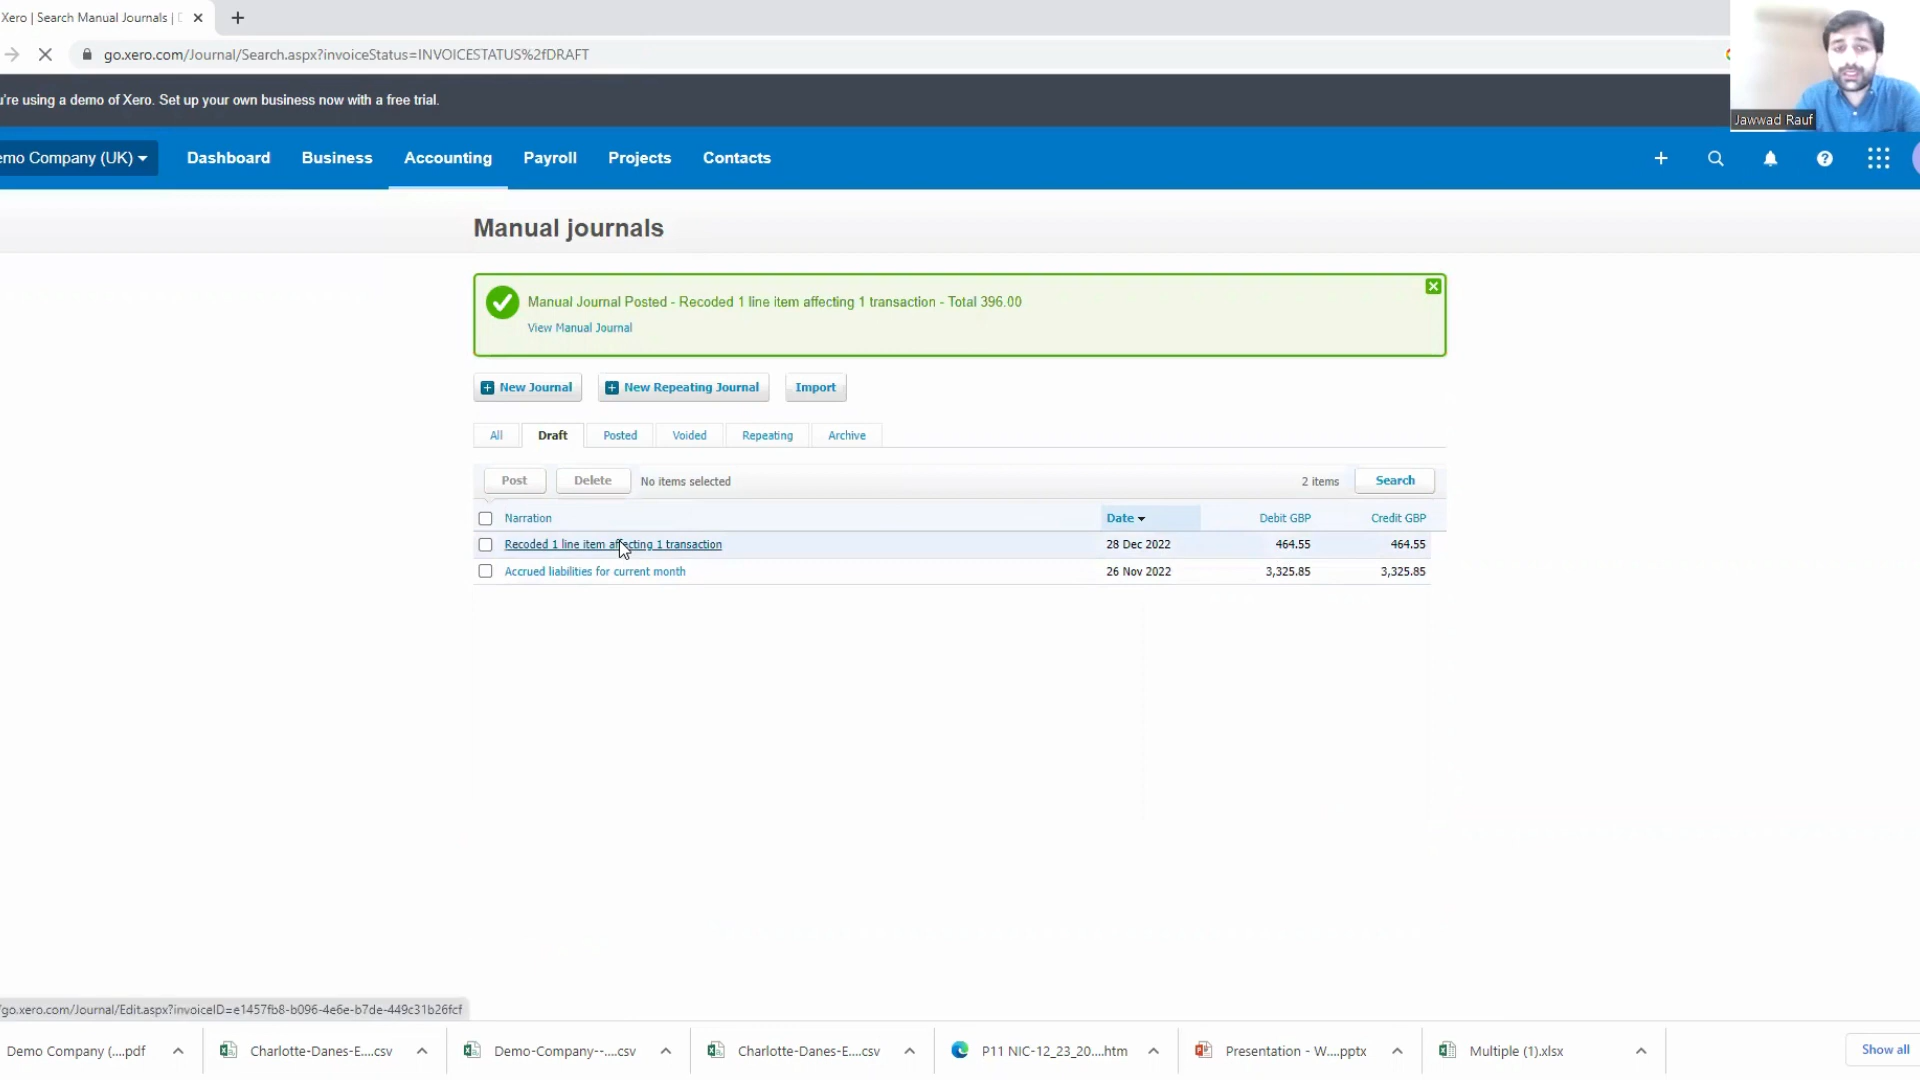 Xero | Search Manual Journals |
go.xero.com/Journal/Search.aspx?invoiceStatus=INVOICESTATUS%2fDRAFT
Jawwad Rauf
're using a demo of Xero. Set up your own business now with a free trial.
emo Company (UK)
Dashboard
Business
Accounting
Payroll
Projects
Contacts
Manual journals
Manual Journal Posted - Recoded 1 line item affecting 1 transaction - Total 396.00
View Manual Journal
New Journal
New Repeating Journal
Import
All
Draft
Posted
Voided
Repeating
Archive
Post
Delete
No items selected
2 items
Search
Narration
Date
Debit GBP
Credit GBP
Recoded 1 line item affecting 1 transaction
28 Dec 2022
464.55
464.55
Accrued liabilities for current month
26 Nov 2022
3,325.85
3,325.85
/go.xero.com/Journal/Edit.aspx?invoiceID=e1457fb8-b096-4e6e-b7de-449c31b26fcf
Demo Company (....pdf
Charlotte-Danes-E....csv
Demo-Company--....csv
Charlotte-Danes-E....csv
P11 NIC-12_23_20....htm
Presentation - W....pptx
Multiple (1).xlsx
Show all